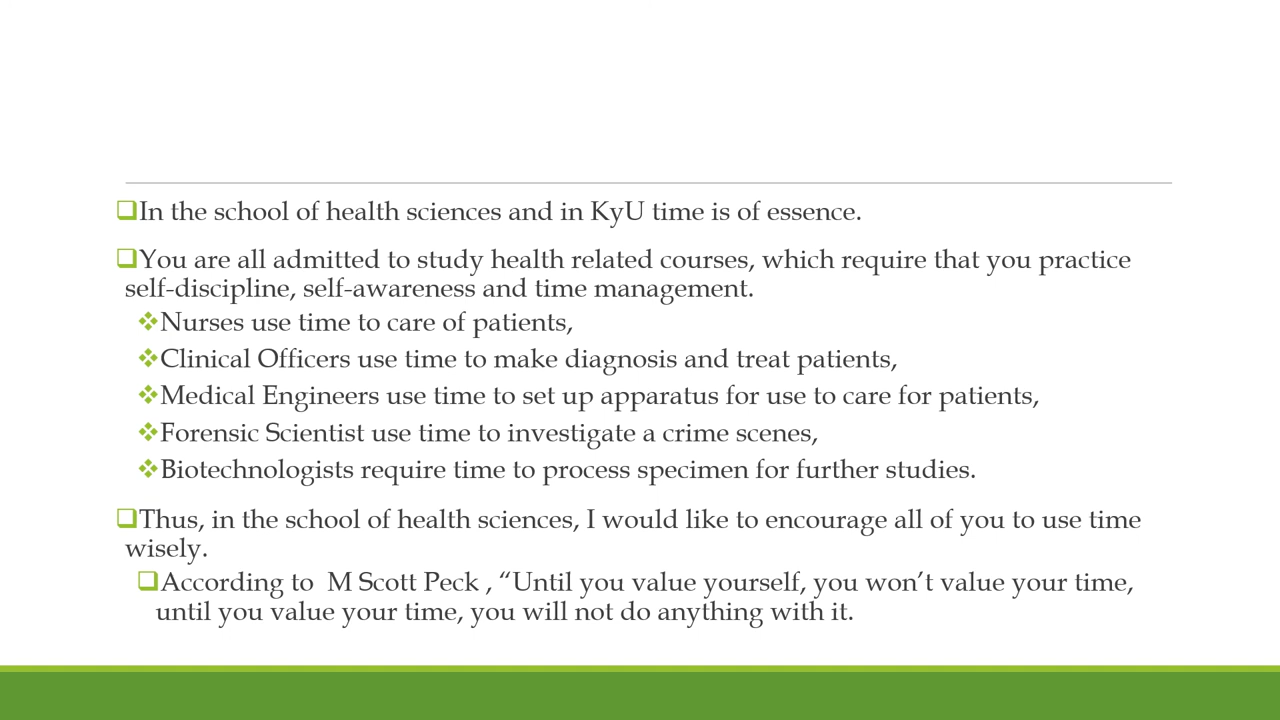 In the school of health sciences and in KyU time is of essence.
You are all admitted to study health related courses, which require that you practice
self-discipline, self-awareness and time management.
Nurses use time to care of patients,
Clinical Officers use time to make diagnosis and treat patients,
Medical Engineers use time to set up apparatus for use to care for patients,
Forensic Scientist use time to investigate a crime scenes,
Biotechnologists require time to process specimen for further studies.
Thus, in the school of health sciences, I would like to encourage all of you to use time
wisely.
According to  M Scott Peck , “Until you value yourself, you won’t value your time,
until you value your time, you will not do anything with it.